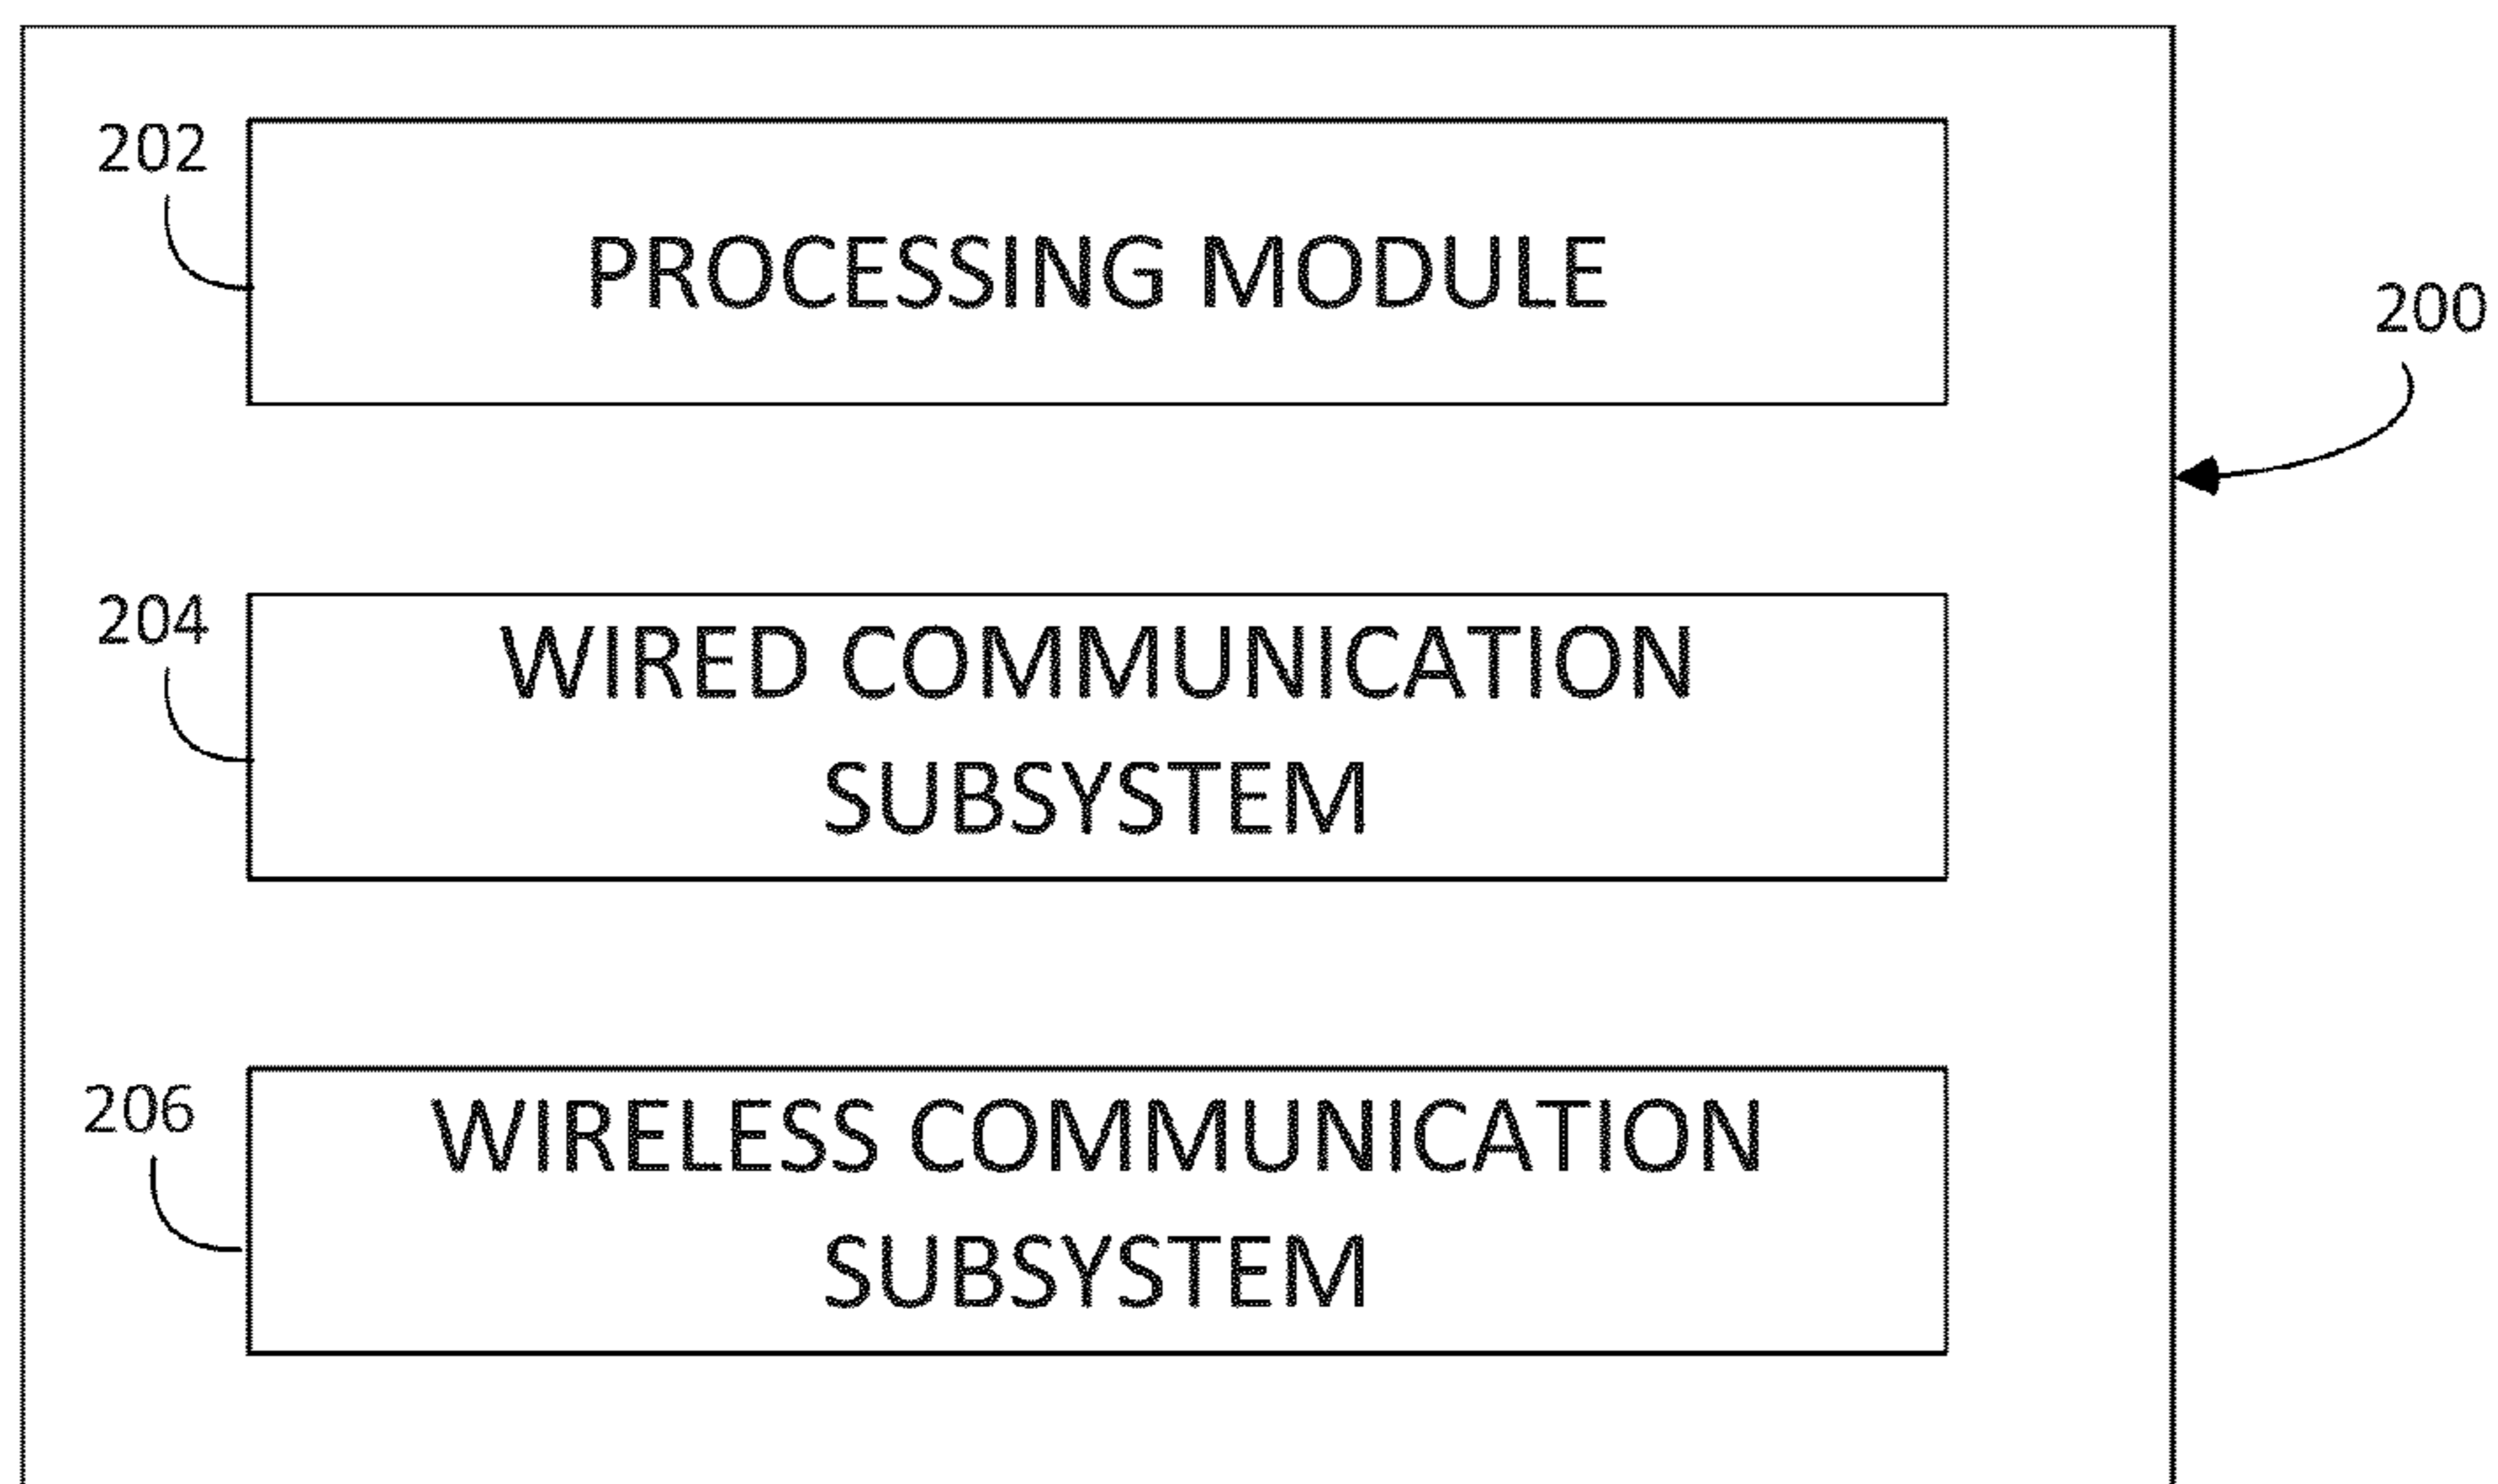 202
PROCESSING MODULE
200
204
WIRED COMMUNICATION
SUBSYSTEM
206
WIRELESS COMMUNICATION
SUBSYSTEM